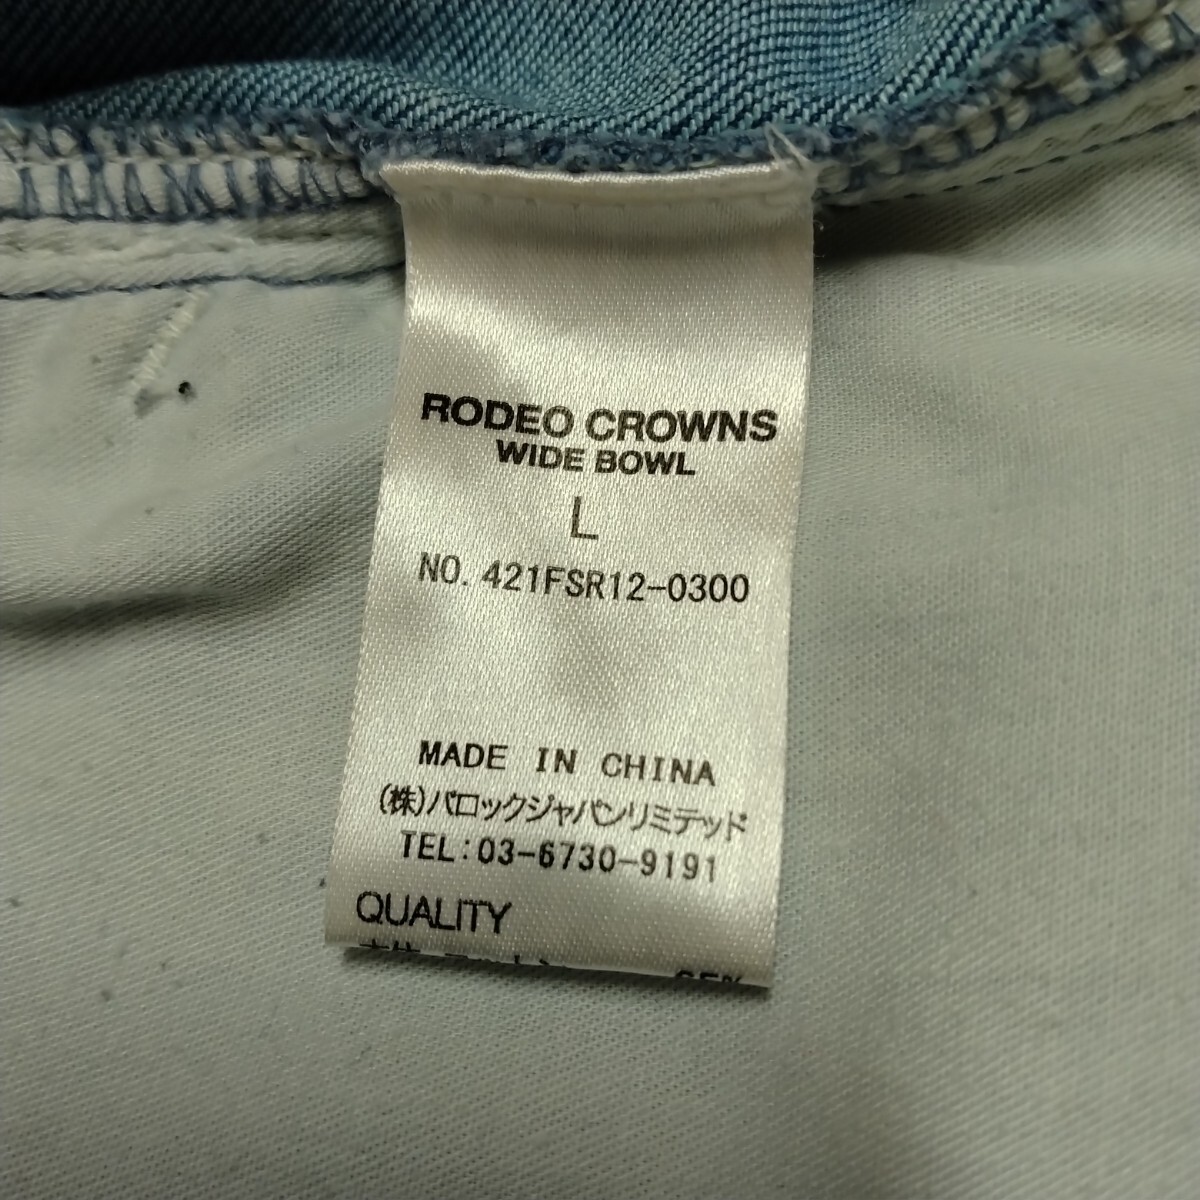 RODEO CROWNS
WIDE BOWL
L
NO. 421FSR12-0300
MADE IN CHINA
(株)バロックジャパンリミテッド
TEL:03-6730-9191
QUALITY